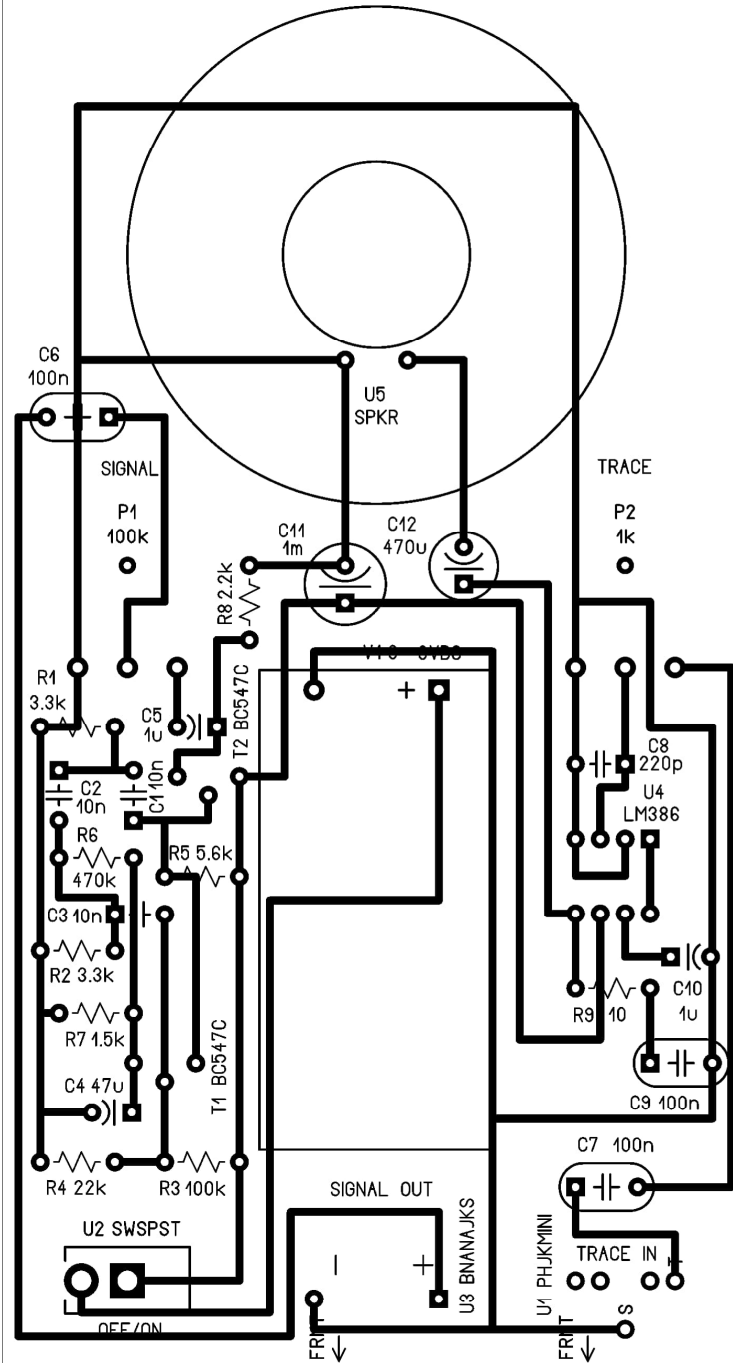 C6
100n
U5
SPKR
SIGNAL
TRACE
P1
100k
C11
1m
C12
470u
P2
1k
R8 2.2k
R1
3.3k
C5
1u
T2 BC547C
+
C8
220p
C2
10n
C1 10n
U4
LM386
R6
470k
R5 5.6k
C3 10n
R2 3.3k
R9 10
C10
1u
R7 1.5k
T1 BC547C
C4 47u
C9 100n
C7 100n
R4 22k
R3 100k
SIGNAL OUT
U2 SWSPST
- +
U3 BNANAJKS
U1 PHJKMINI
TRACE IN
T
S
OFF/ON
FRNT
FRNT